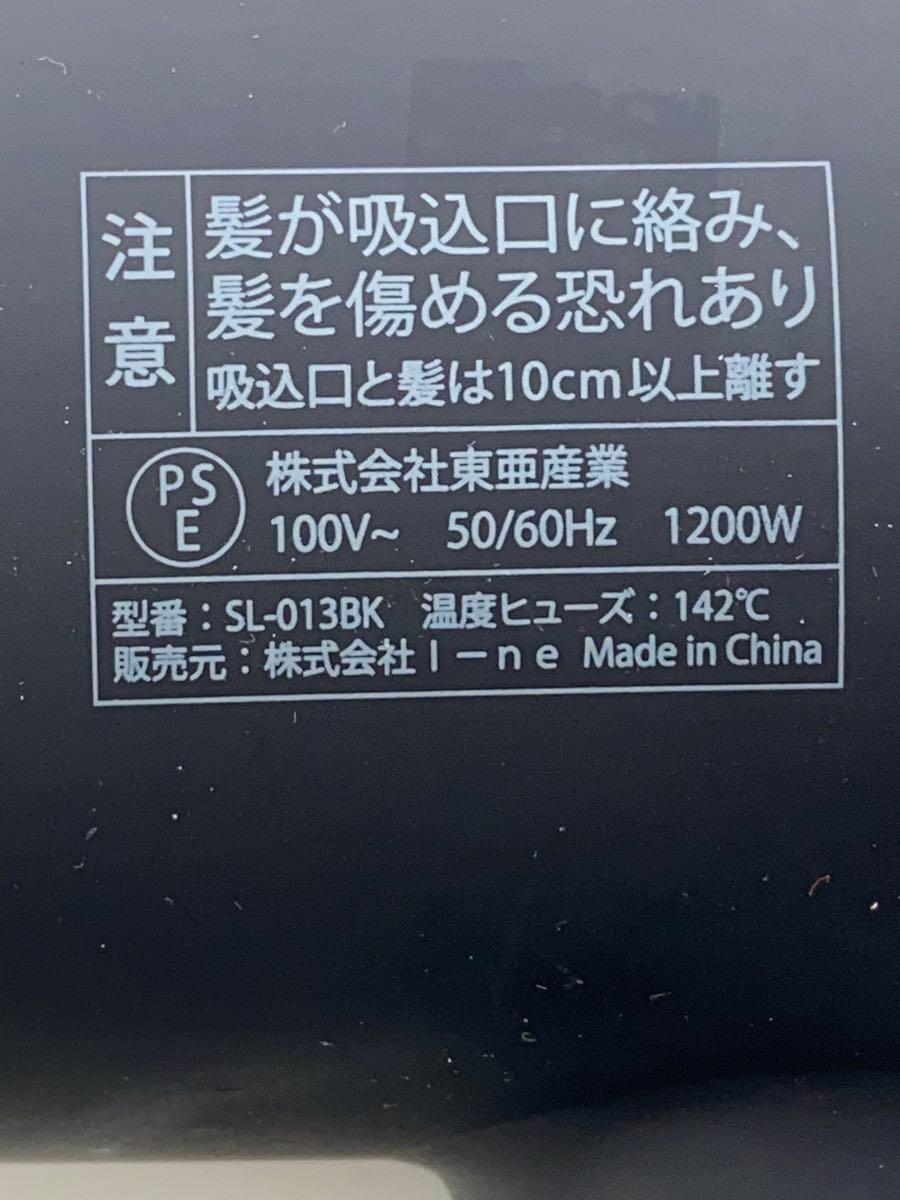 注意
髪が吸込口に絡み、
髪を傷める恐れあり
吸込口と髪は10cm以上離す
PS
E
株式会社東亜産業
100V~ 50/60Hz 1200W
型番：SL-013BK 温度ヒューズ：142℃
販売元：株式会社I－ne Made in China